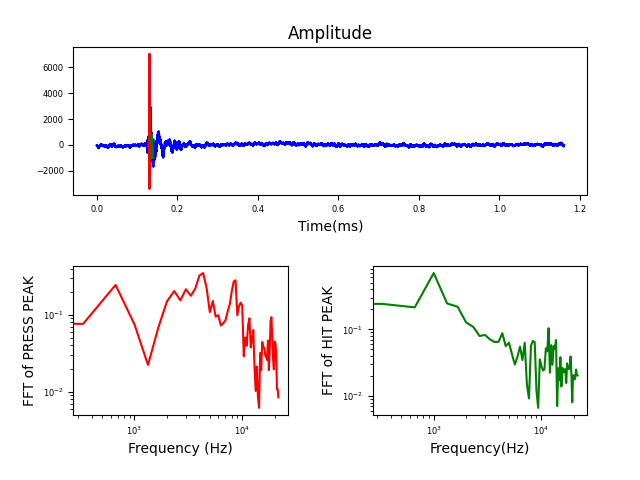 Amplitude
6000
4000
2000
0
−2000
0.0 0.2 0.4 0.6 0.8 1.0 1.2
Time(ms)
FFT of PRESS PEAK
10⁻¹
10⁻²
10³ 10⁴
Frequency (Hz)
FFT of HIT PEAK
10⁻¹
10⁻²
10³ 10⁴
Frequency(Hz)